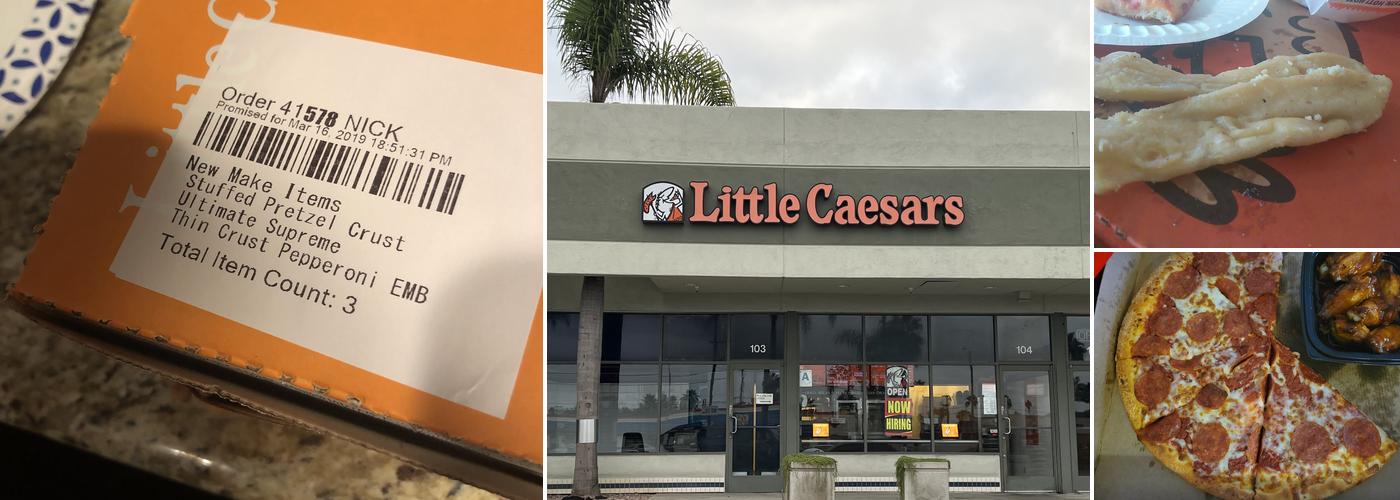 Little C
Order 41578 NICK
Promised for Mar 16, 2019 18:51:31 PM
New Make Items
Stuffed Pretzel Crust
Ultimate Supreme
Thin Crust Pepperoni EMB
Total Item Count: 3
Little Caesars
103
104
A
OPEN
NOW
HIRING